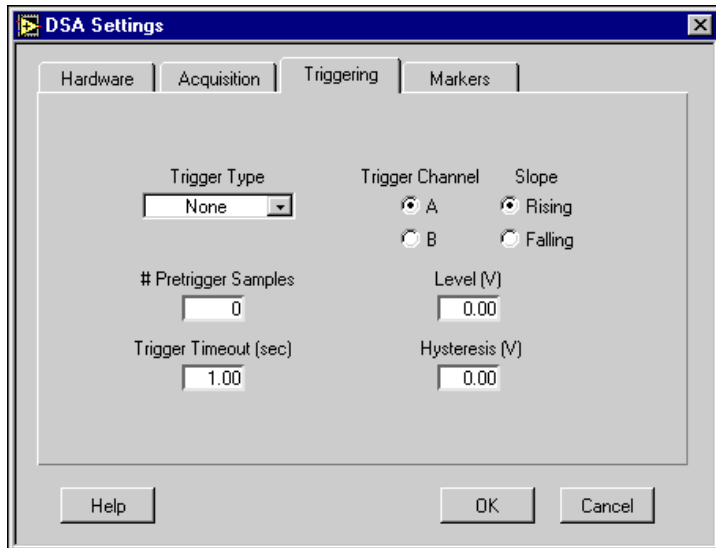 DSA Settings
Hardware Acquisition Triggering Markers
Trigger Type
None
Trigger Channel Slope
A Rising
B Falling
# Pretrigger Samples
0
Level (V)
0.00
Trigger Timeout (sec)
1.00
Hysteresis (V)
0.00
Help OK Cancel